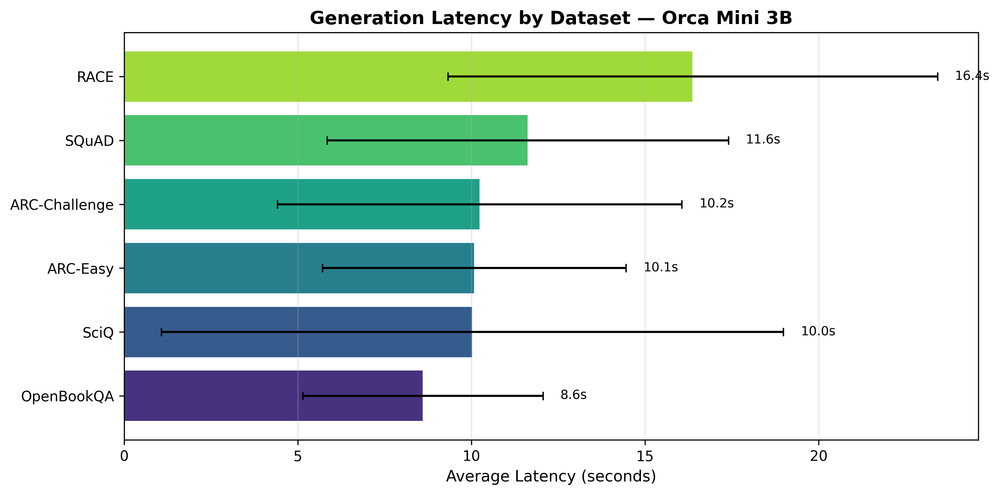 Generation Latency by Dataset — Orca Mini 3B
RACE
16.4s
SQuAD
11.6s
ARC-Challenge
10.2s
ARC-Easy
10.1s
SciQ
10.0s
OpenBookQA
8.6s
0 5 10 15 20
Average Latency (seconds)